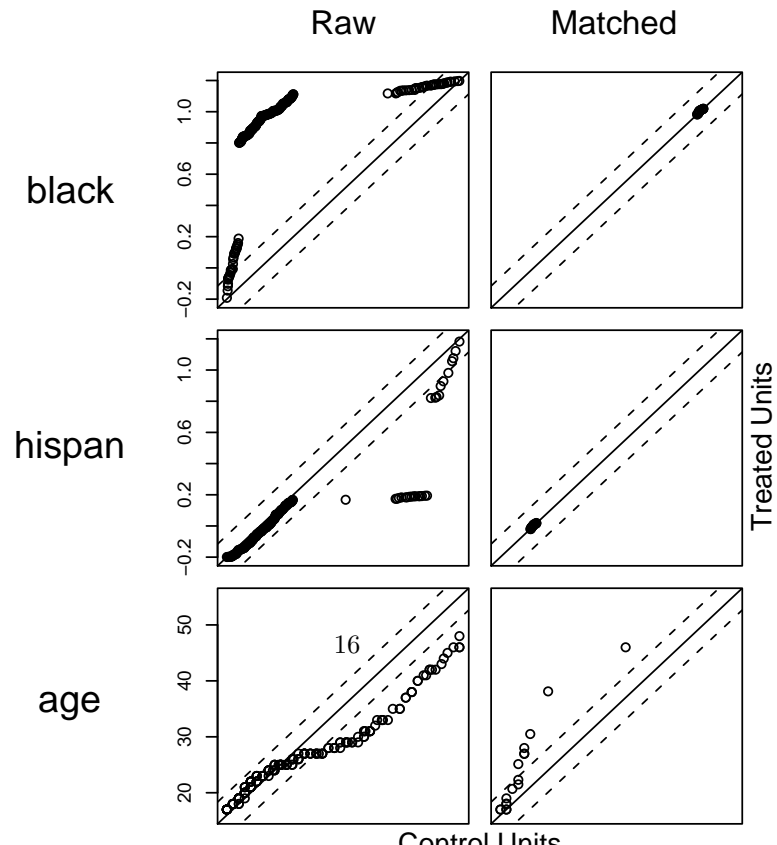 Raw Matched
black
1.0
0.6
0.2
−0.2
hispan
1.0
0.6
0.2
−0.2
Treated Units
age
50
40
30
20
16
Control Units